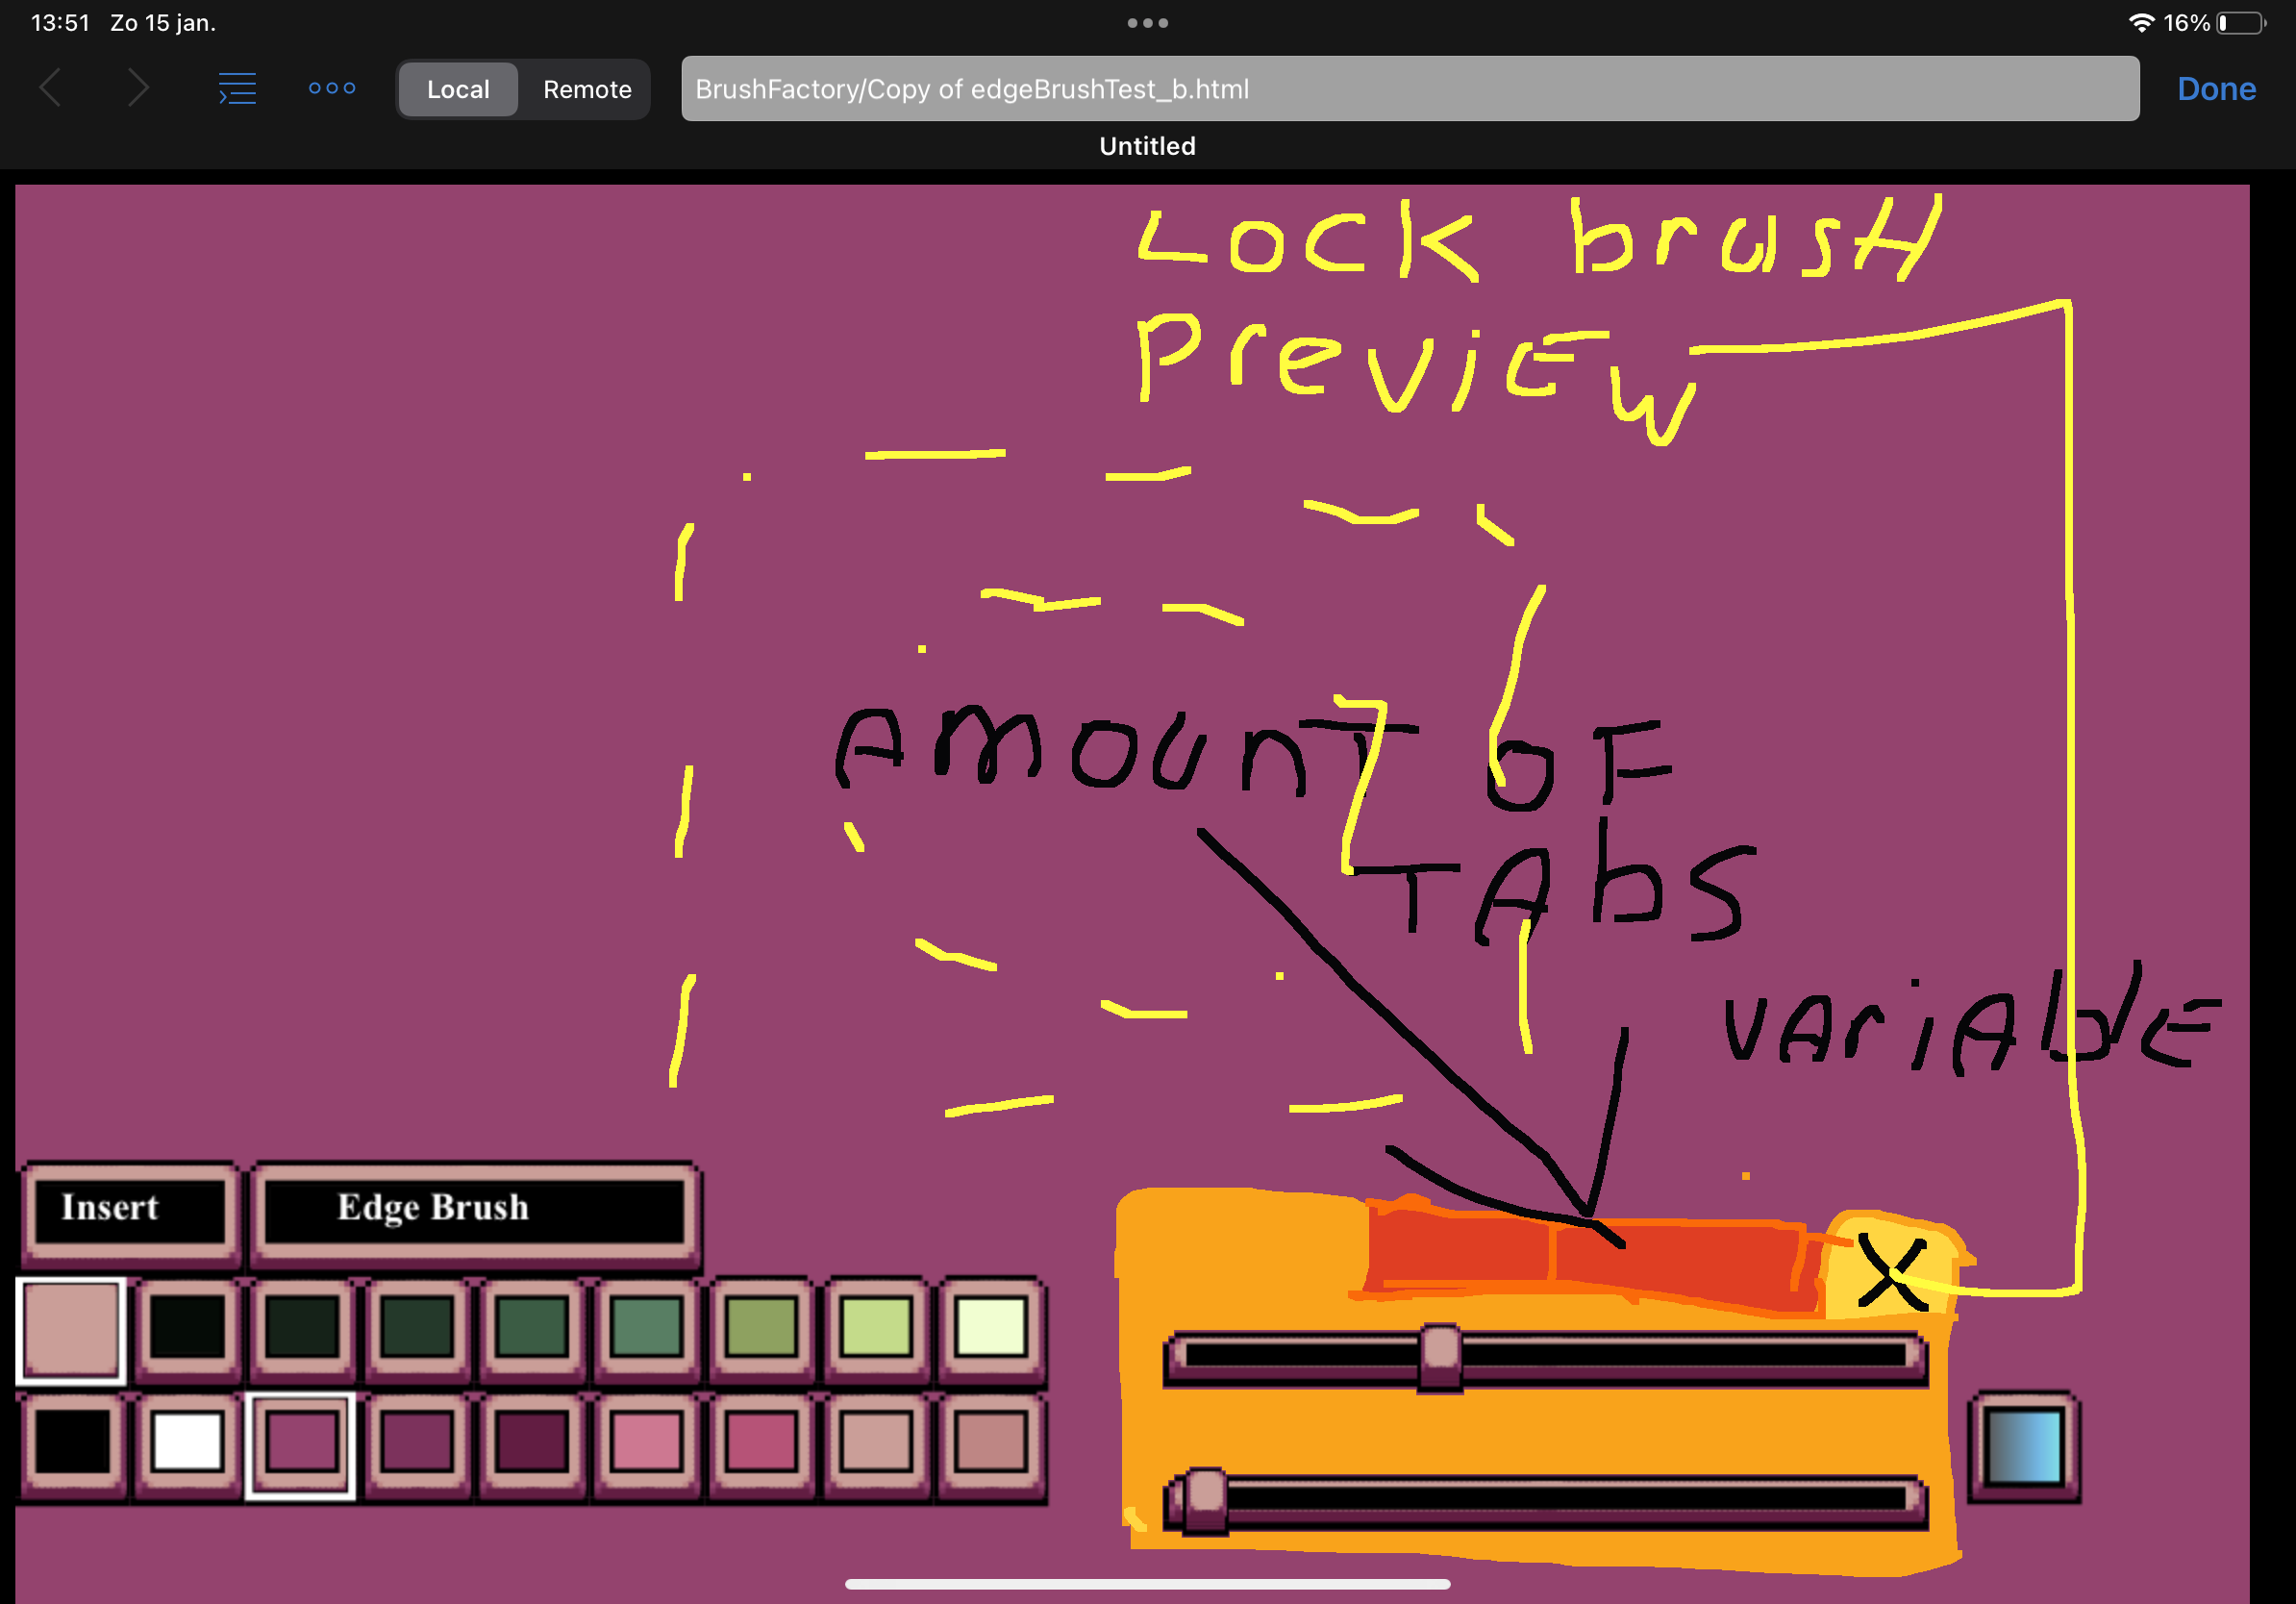 13:51 Zo 15 jan.
16%
Local Remote BrushFactory/Copy of edgeBrushTest_b.html Done
Untitled
Lock brusH
PreviEw
AmounT oF
TAbS
vAriAblE
Insert Edge Brush
X